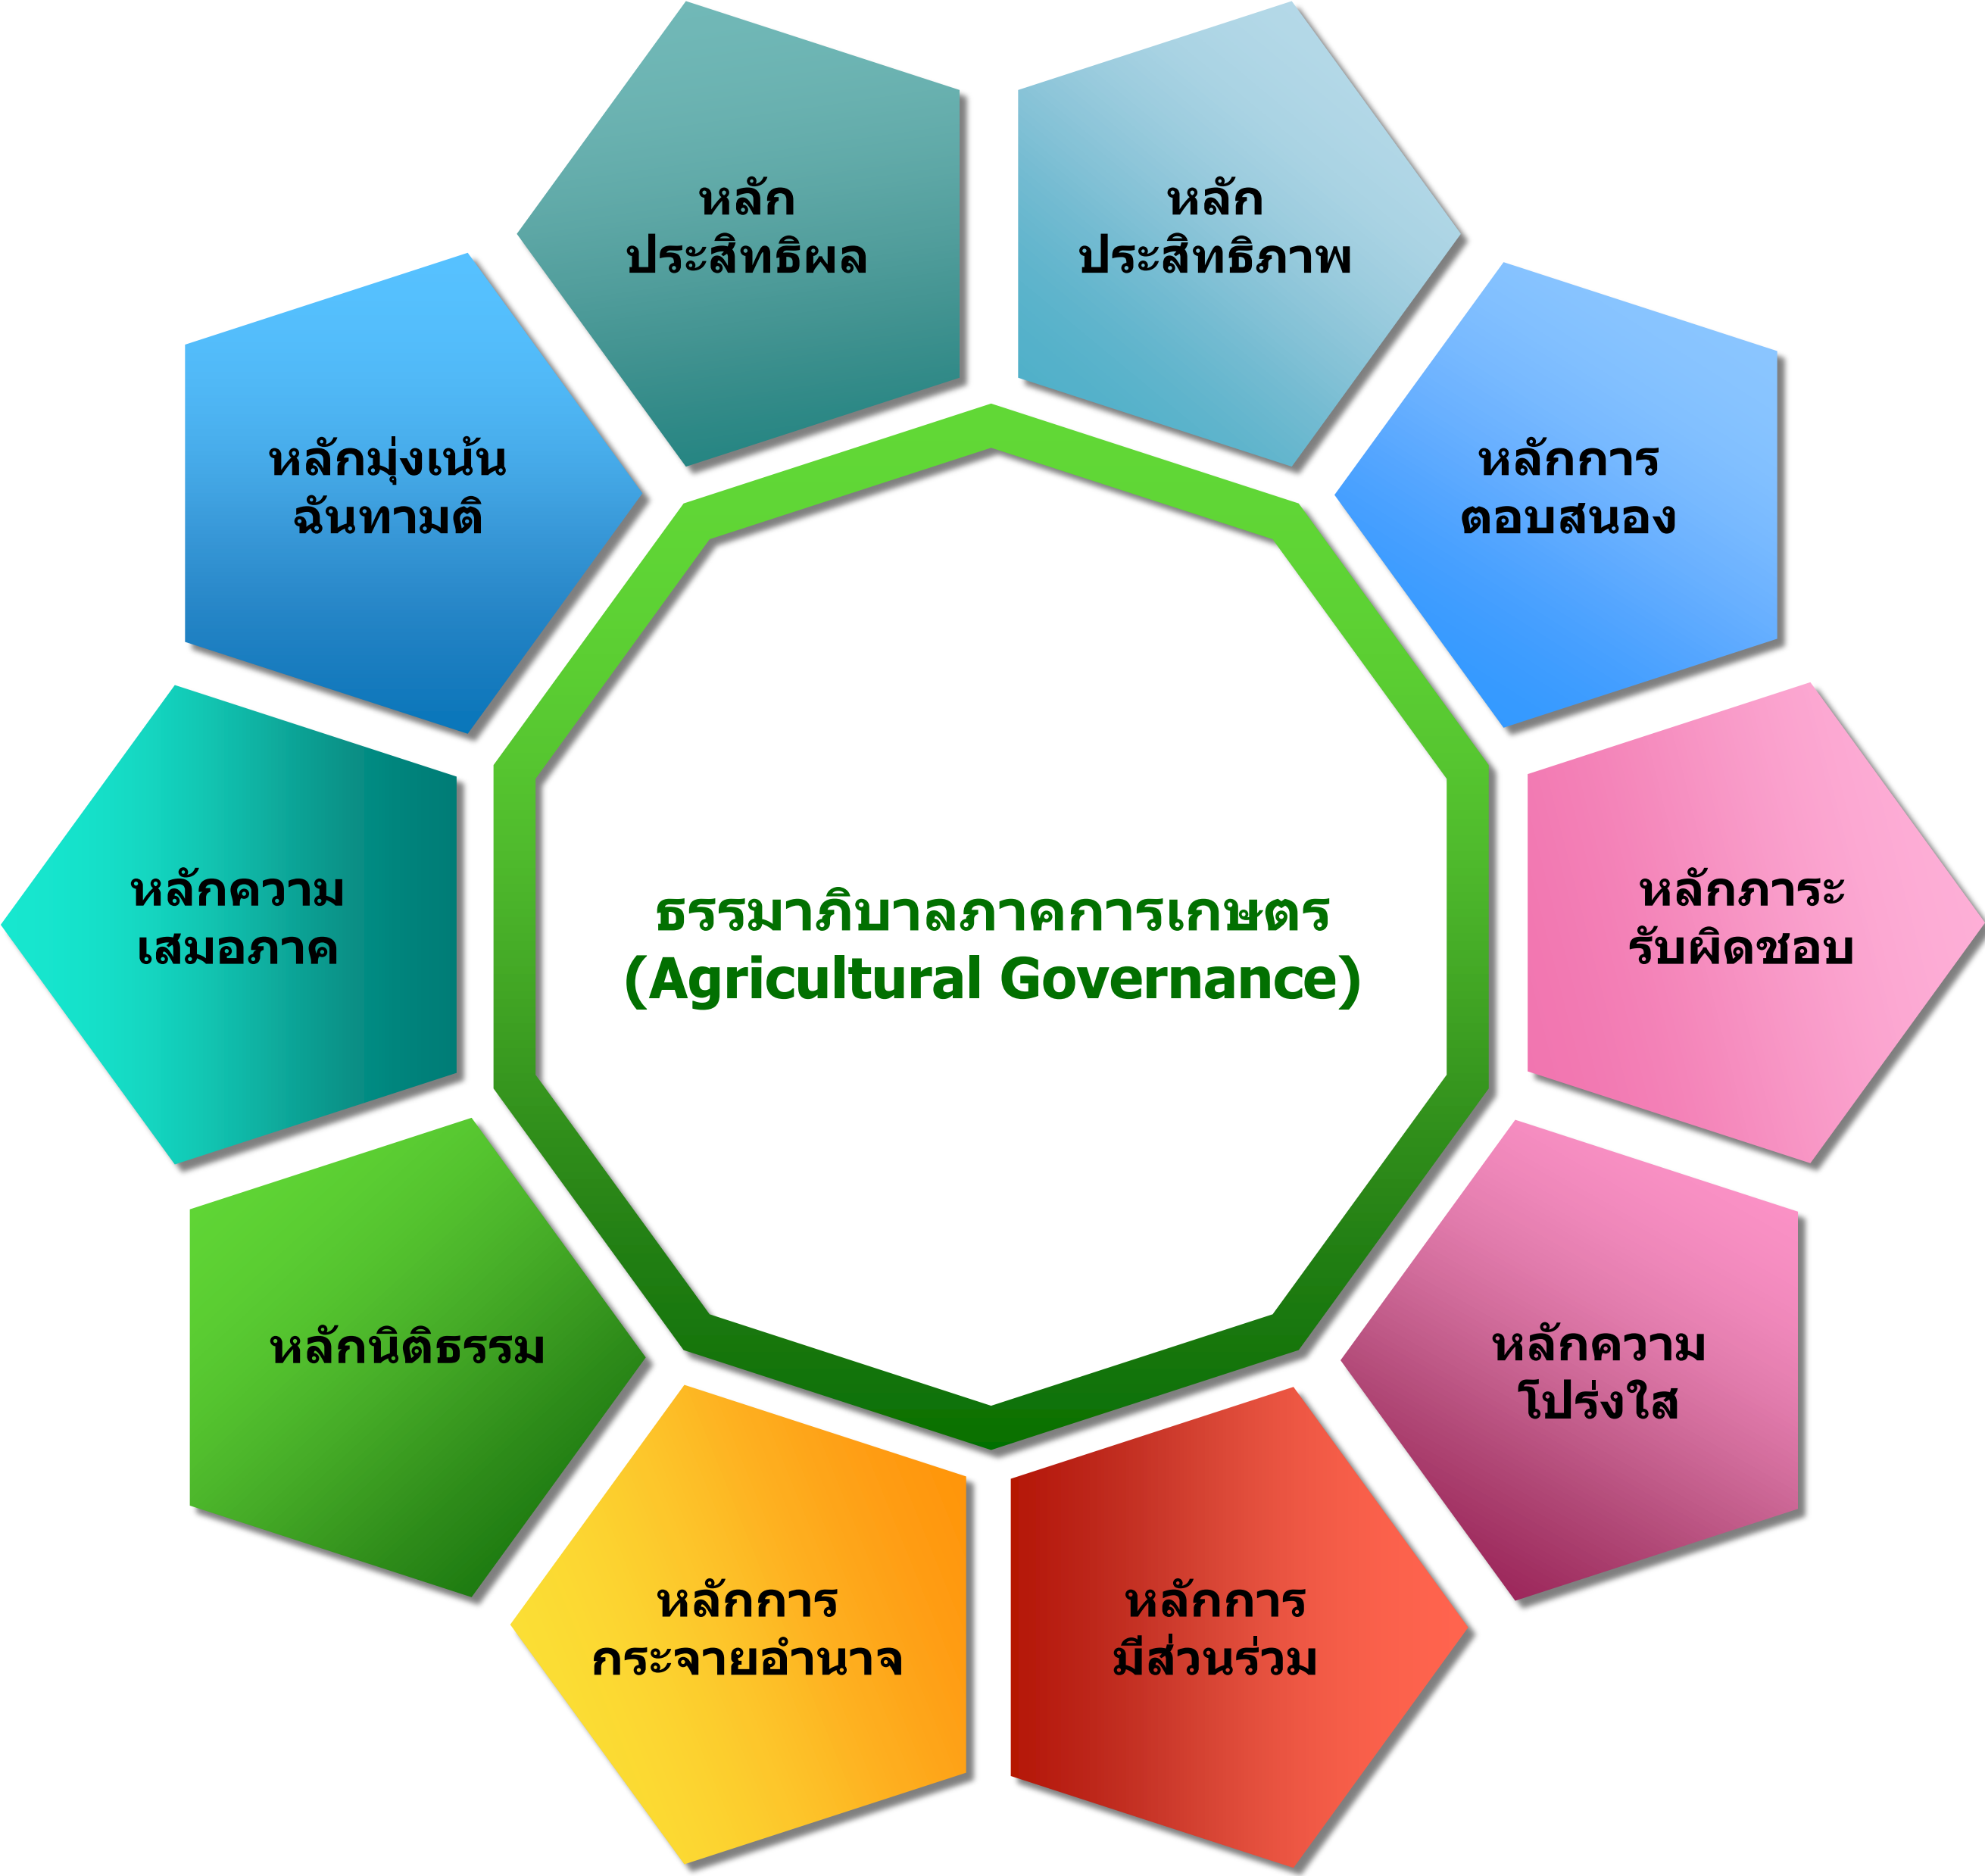 หลัก
ประสิทธิผล
หลัก
ประสิทธิภาพ
หลักมุ่งเน้น
ฉันทามติ
หลักการ
ตอบสนอง
หลักความ
เสมอภาค
ธรรมาภิบาลภาคการเกษตร
(Agricultural Governance)
หลักภาระ
รับผิดชอบ
หลักนิติธรรม
หลักความ
โปร่งใส
หลักการ
กระจายอำนาจ
หลักการ
มีส่วนร่วม